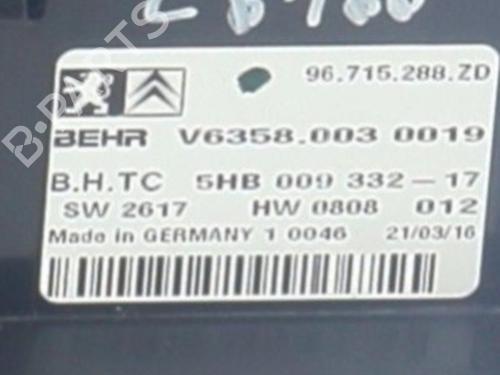 96.715.288.ZD
BEHR V6358.003 0019
B.H.TC 5HB 009 332-17
SW 2617 HW 0808 012
Made in GERMANY 1 0046 21/03/16
B-PARTS